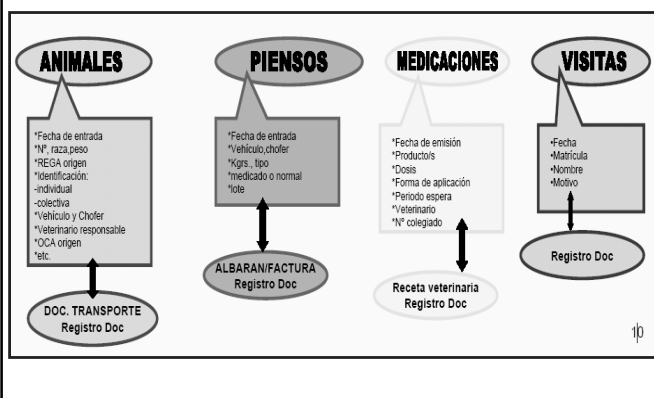 ANIMALES
*Fecha de entrada
*Nº, raza,peso
*REGA origen
*Identificación:
-individual
-colectiva
*Vehículo y Chofer
*Veterinario responsable
*OCA origen
*etc.
DOC. TRANSPORTE
Registro Doc
PIENSOS
*Fecha de entrada
*Vehículo,chofer
*Kgrs., tipo
*medicado o normal
*lote
ALBARAN/FACTURA
Registro Doc
MEDICACIONES
*Fecha de emisión
*Producto/s
*Dosis
*Forma de aplicación
*Periodo espera
*Veterinario
*Nº colegiado
Receta veterinaria
Registro Doc
VISITAS
•Fecha
•Matrícula
•Nombre
•Motivo
Registro Doc
10